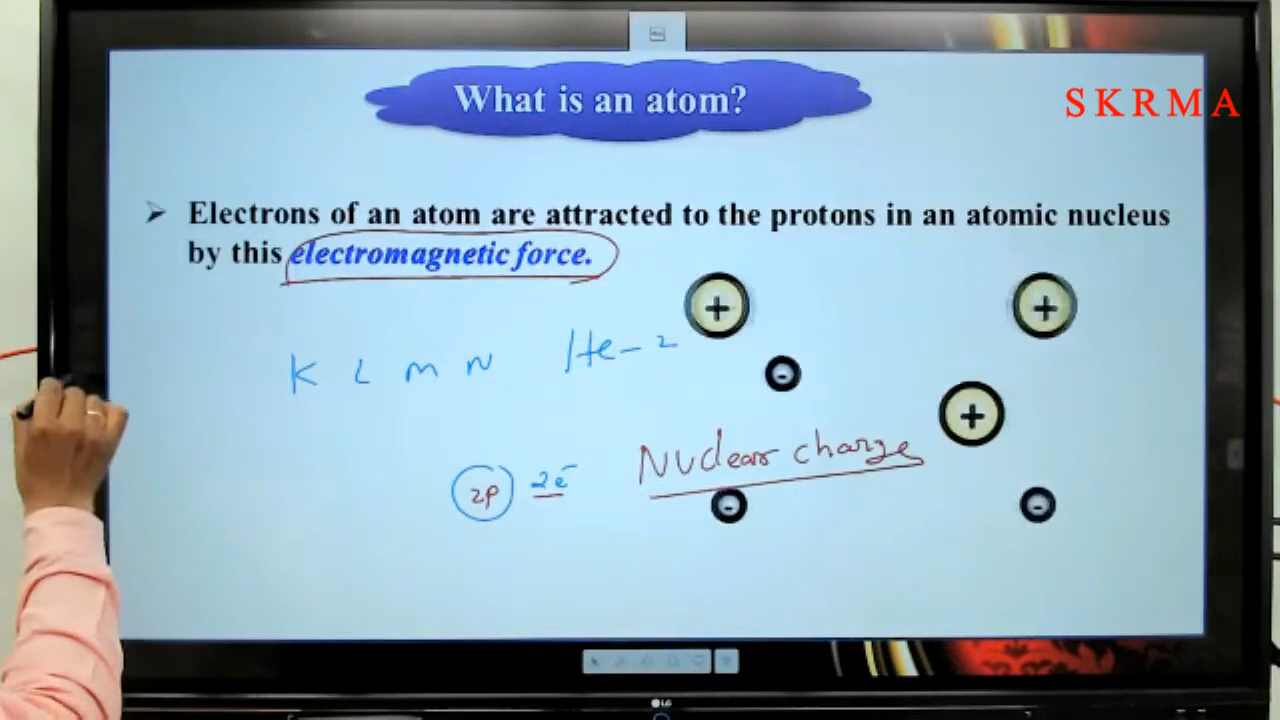 What is an atom?
S K R M A
➢ Electrons of an atom are attracted to the protons in an atomic nucleus
by this electromagnetic force.
+ +
K L M N He – 2
-
+
Nuclear charge
2p 2e⁻
- -
LG